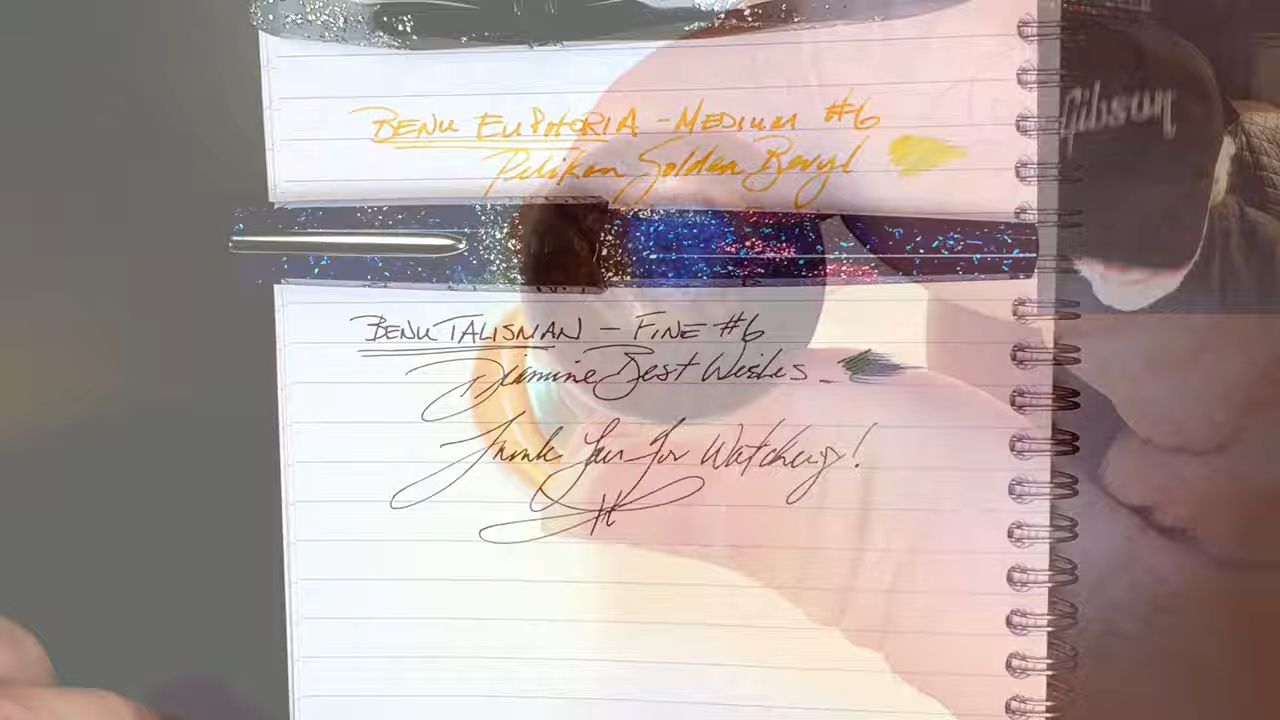 BENU EUPHORIA - MEDIUM #6
Pelikan Golden Beryl
Gibson
BENU TALISMAN - FINE #6
Diamine Best Wishes
Thank You For Watching!